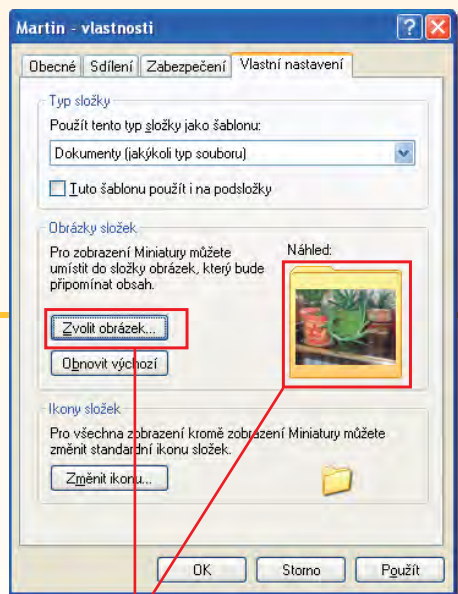 Martin - vlastnosti
Obecné Sdílení Zabezpečení Vlastní nastavení
Typ složky
Použít tento typ složky jako šablonu:
Dokumenty (jakýkoli typ souboru)
Tuto šablonu použít i na podsložky
Obrázky složek
Pro zobrazení Miniatury můžete
umístit do složky obrázek, který bude
připomínat obsah.
Náhled:
Zvolit obrázek...
Obnovit výchozí
Ikony složek
Pro všechna zobrazení kromě zobrazení Miniatury můžete
změnit standardní ikonu složek.
Změnit ikonu...
OK Storno Použít